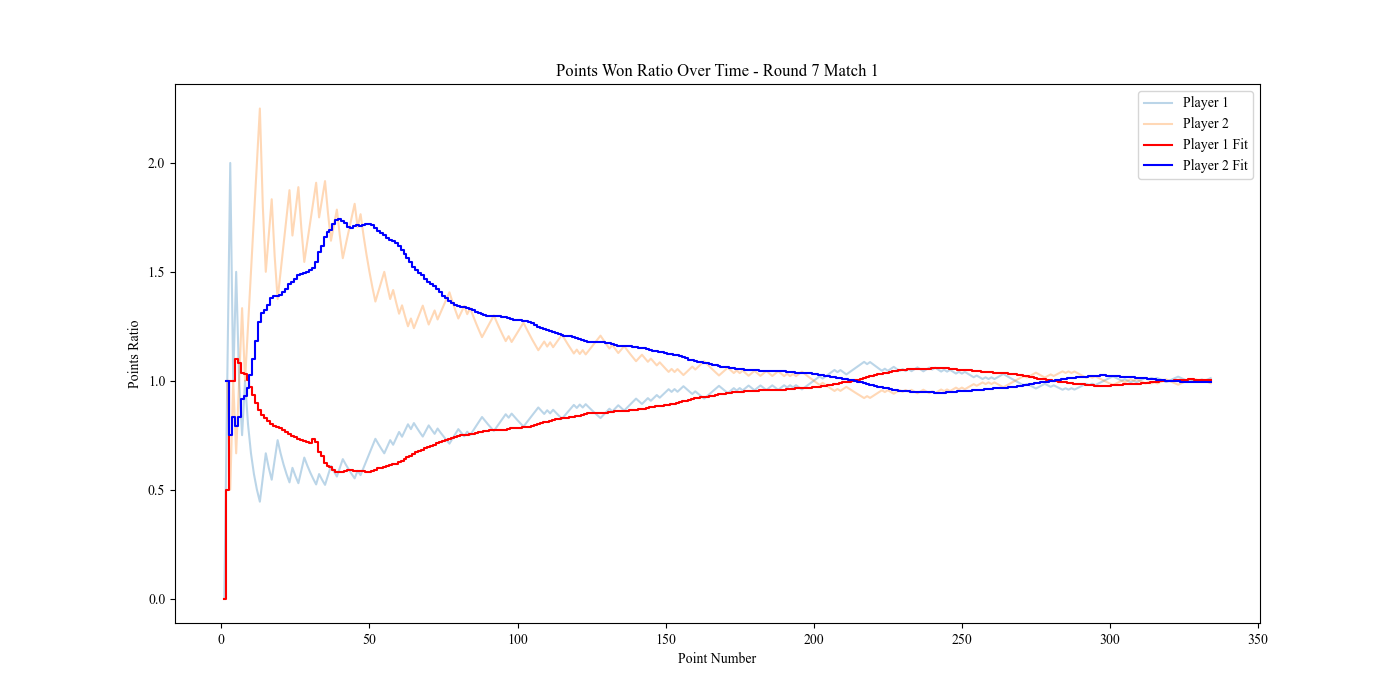 Points Won Ratio Over Time - Round 7 Match 1
Player 1
Player 2
Player 1 Fit
Player 2 Fit
Points Ratio
2.0
1.5
1.0
0.5
0.0
0 50 100 150 200 250 300 350
Point Number